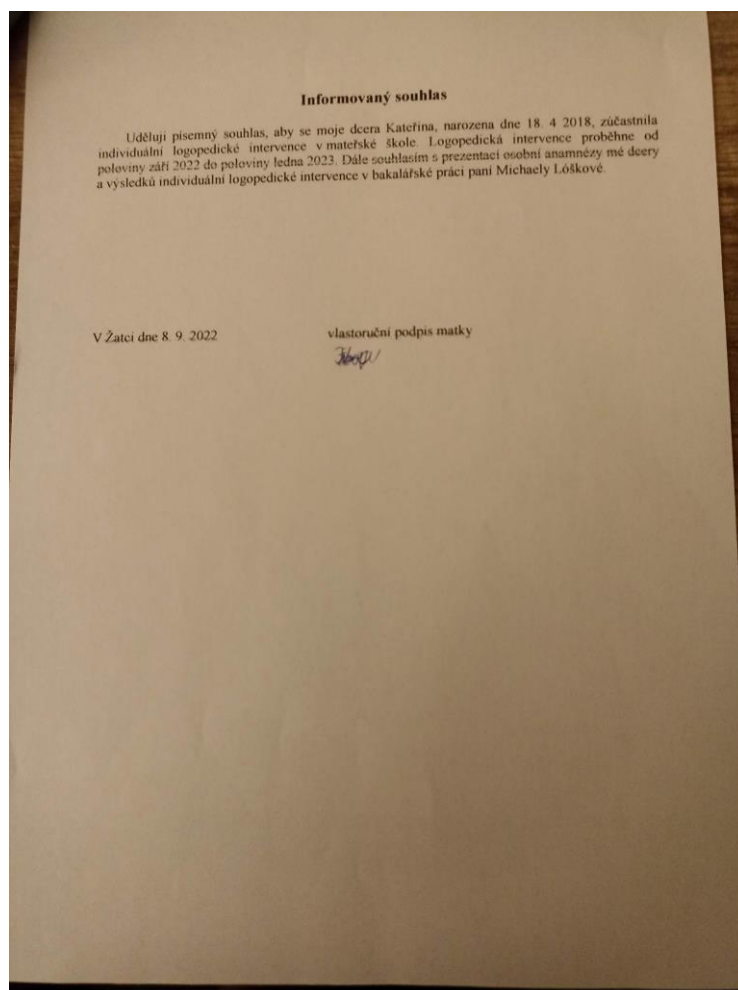 Informovaný souhlas
Uděluji písemný souhlas, aby se moje dcera Kateřina, narozena dne 18. 4 2018, zúčastnila
individuální logopedické intervence v mateřské škole. Logopedická intervence proběhne od
poloviny září 2022 do poloviny ledna 2023. Dále souhlasím s prezentací osobní anamnézy mé dcery
a výsledků individuální logopedické intervence v bakalářské práci paní Michaely Lóškové.
V Žatci dne 8. 9. 2022 vlastoruční podpis matky